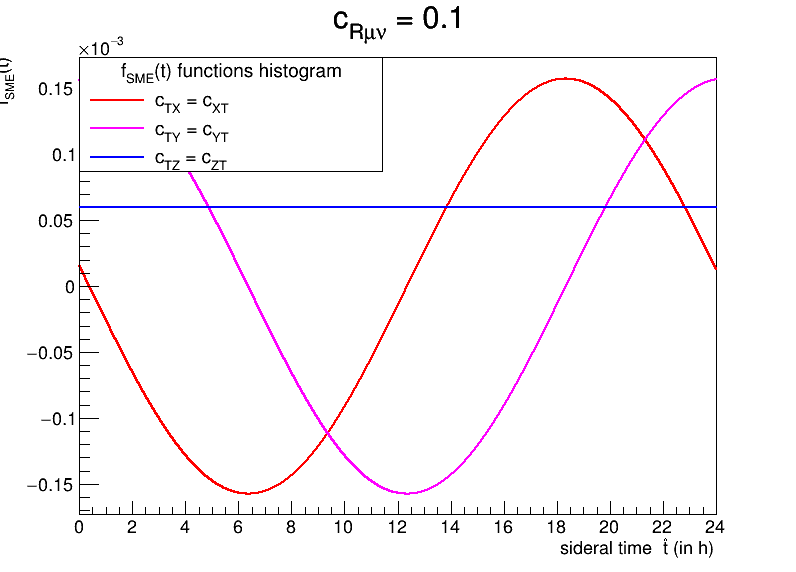 c_Rμν = 0.1
×10⁻³
f_SME(t)
f_SME(t) functions histogram
c_TX = c_XT
c_TY = c_YT
c_TZ = c_ZT
0.15
0.1
0.05
0
−0.05
−0.1
−0.15
0 2 4 6 8 10 12 14 16 18 20 22 24
sideral time t̂ (in h)